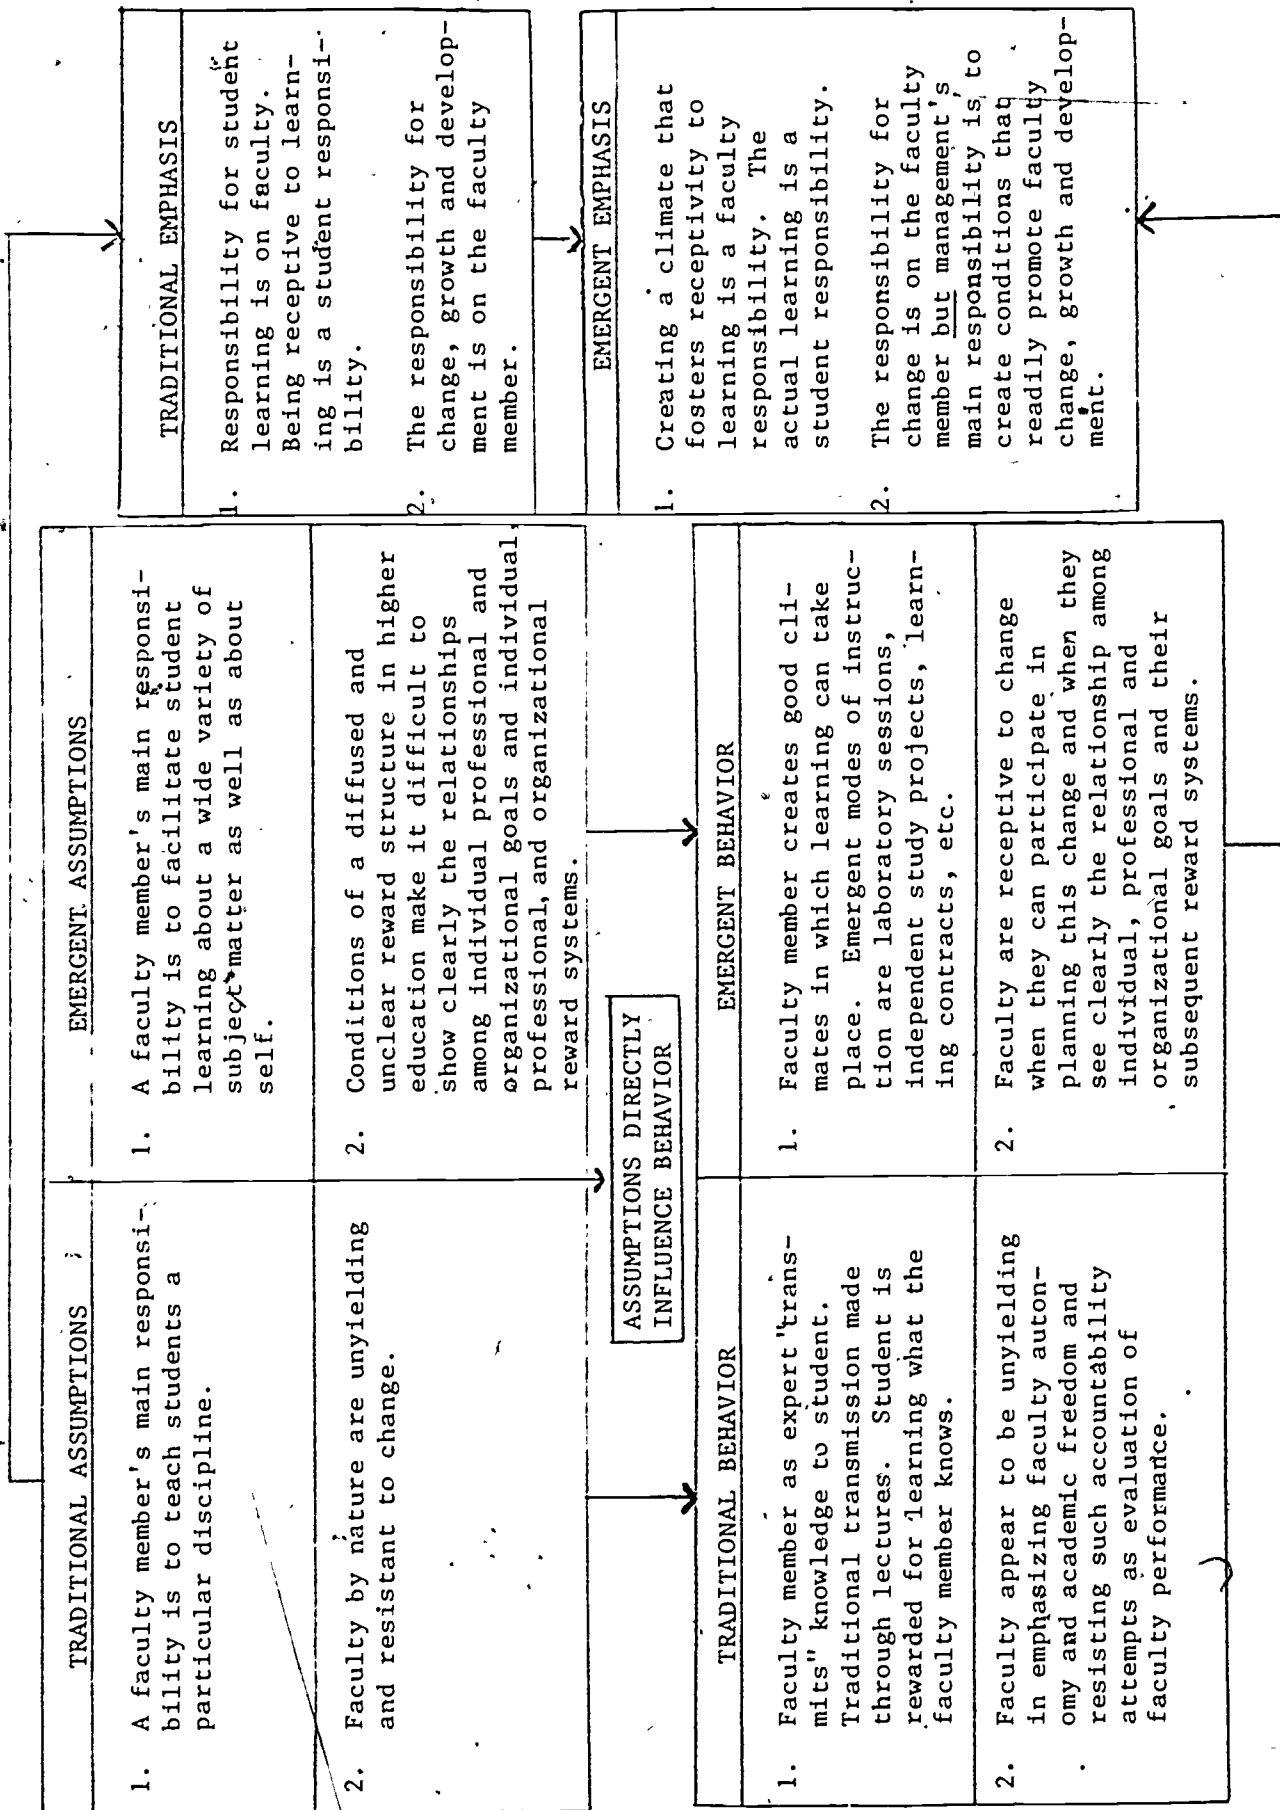 TRADITIONAL ASSUMPTIONS
1. A faculty member's main responsi-
bility is to teach students a
particular discipline.
2. Faculty by nature are unyielding
and resistant to change.
EMERGENT ASSUMPTIONS
1. A faculty member's main responsi-
bility is to facilitate student
learning about a wide variety of
subject matter as well as about
self.
2. Conditions of a diffused and
unclear reward structure in higher
education make it difficult to
show clearly the relationships
among individual professional and
organizational goals and individual,
professional, and organizational
reward systems.
ASSUMPTIONS DIRECTLY
INFLUENCE BEHAVIOR
TRADITIONAL BEHAVIOR
1. Faculty member as expert "trans-
mits" knowledge to student.
Traditional transmission made
through lectures. Student is
rewarded for learning what the
faculty member knows.
2. Faculty appear to be unyielding
in emphasizing faculty auton-
omy and academic freedom and
resisting such accountability
attempts as evaluation of
faculty performance.
EMERGENT BEHAVIOR
1. Faculty member creates good cli-
mates in which learning can take
place. Emergent modes of instruc-
tion are laboratory sessions,
independent study projects, learn-
ing contracts, etc.
2. Faculty are receptive to change
when they can participate in
planning this change and when they
see clearly the relationship among
individual, professional and
organizational goals and their
subsequent reward systems.
TRADITIONAL EMPHASIS
1. Responsibility for student
learning is on faculty.
Being receptive to learn-
ing is a student responsi-
bility.
2. The responsibility for
change, growth and develop-
ment is on the faculty
member.
EMERGENT EMPHASIS
1. Creating a climate that
fosters receptivity to
learning is a faculty
responsibility. The
actual learning is a
student responsibility.
2. The responsibility for
change is on the faculty
member but management's
main responsibility is to
create conditions that
readily promote faculty
change, growth and develop-
ment.